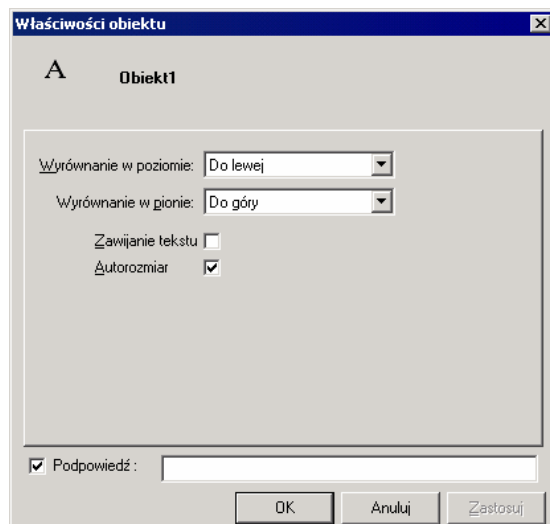 Właściwości obiektu
A
Obiekt1
Wyrównanie w poziomie: Do lewej
Wyrównanie w pionie: Do góry
Zawijanie tekstu
Autorozmiar
Podpowiedź :
OK Anuluj Zastosuj